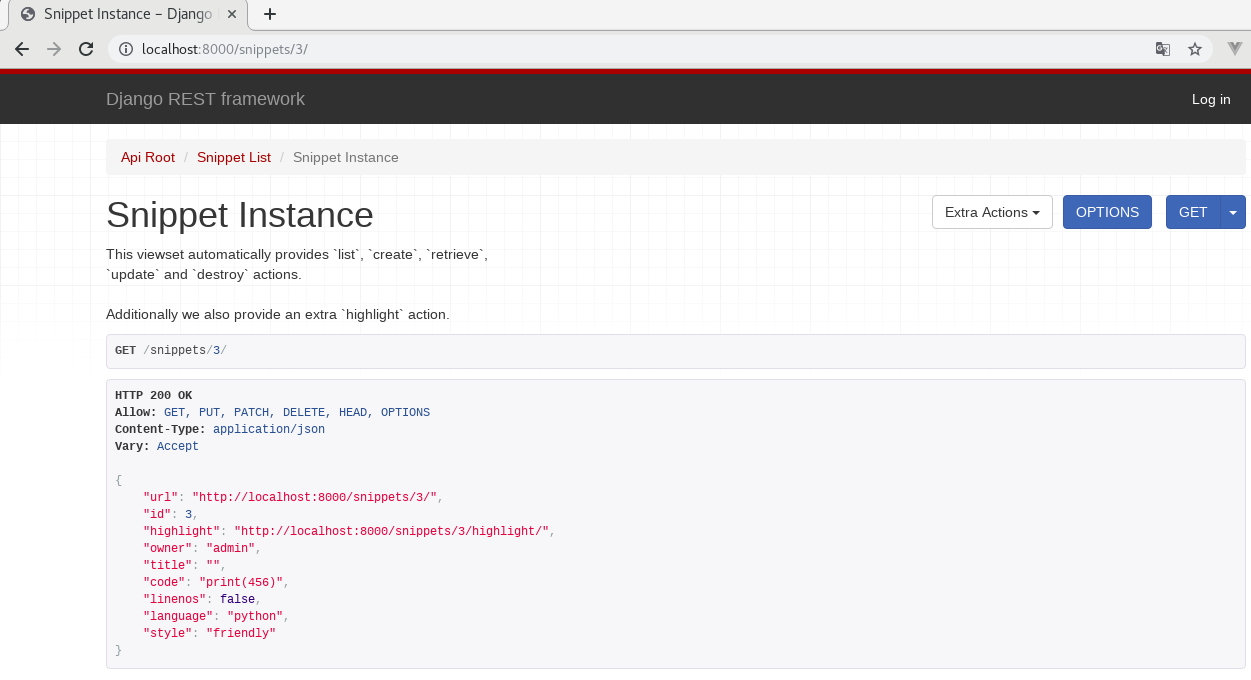 Snippet Instance – Django
localhost:8000/snippets/3/
Django REST framework
Log in
Api Root / Snippet List / Snippet Instance
Snippet Instance
Extra Actions
OPTIONS
GET
This viewset automatically provides `list`, `create`, `retrieve`,
`update` and `destroy` actions.
Additionally we also provide an extra `highlight` action.
GET /snippets/3/
HTTP 200 OK
Allow: GET, PUT, PATCH, DELETE, HEAD, OPTIONS
Content-Type: application/json
Vary: Accept
{
    "url": "http://localhost:8000/snippets/3/",
    "id": 3,
    "highlight": "http://localhost:8000/snippets/3/highlight/",
    "owner": "admin",
    "title": "",
    "code": "print(456)",
    "linenos": false,
    "language": "python",
    "style": "friendly"
}